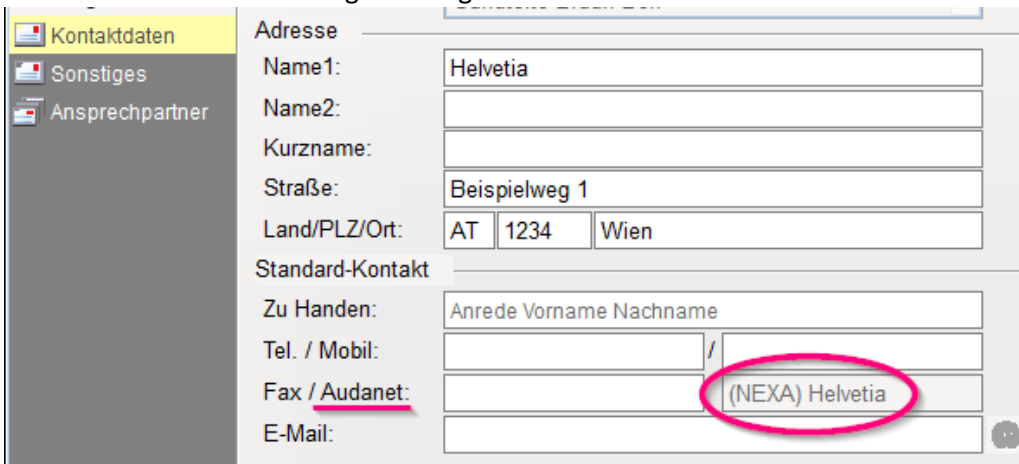 Kontaktdaten
Sonstiges
Ansprechpartner
Adresse
Name1: Helvetia
Name2:
Kurzname:
Straße: Beispielweg 1
Land/PLZ/Ort: AT 1234 Wien
Standard-Kontakt
Zu Handen: Anrede Vorname Nachname
Tel. / Mobil: /
Fax / Audanet: (NEXA) Helvetia
E-Mail: